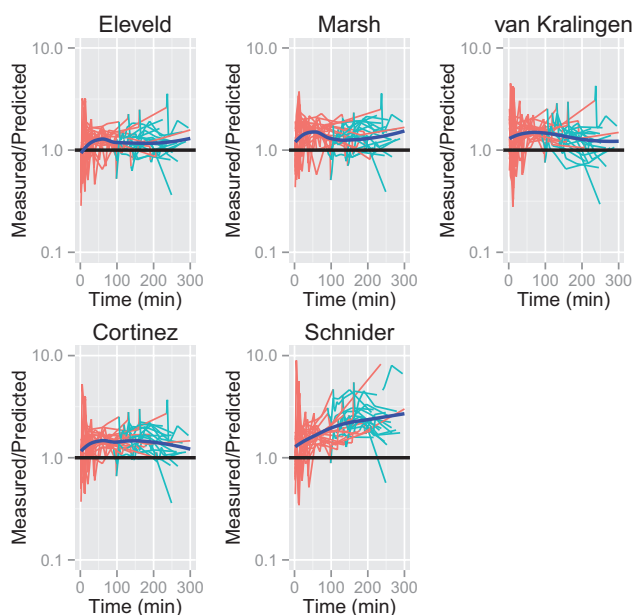 Eleveld
Measured/Predicted
10.0
1.0
0.1
0 100 200 300
Time (min)
Marsh
Measured/Predicted
10.0
1.0
0.1
0 100 200 300
Time (min)
van Kralingen
Measured/Predicted
10.0
1.0
0.1
0 100 200 300
Time (min)
Cortinez
Measured/Predicted
10.0
1.0
0.1
0 100 200 300
Time (min)
Schnider
Measured/Predicted
10.0
1.0
0.1
0 100 200 300
Time (min)